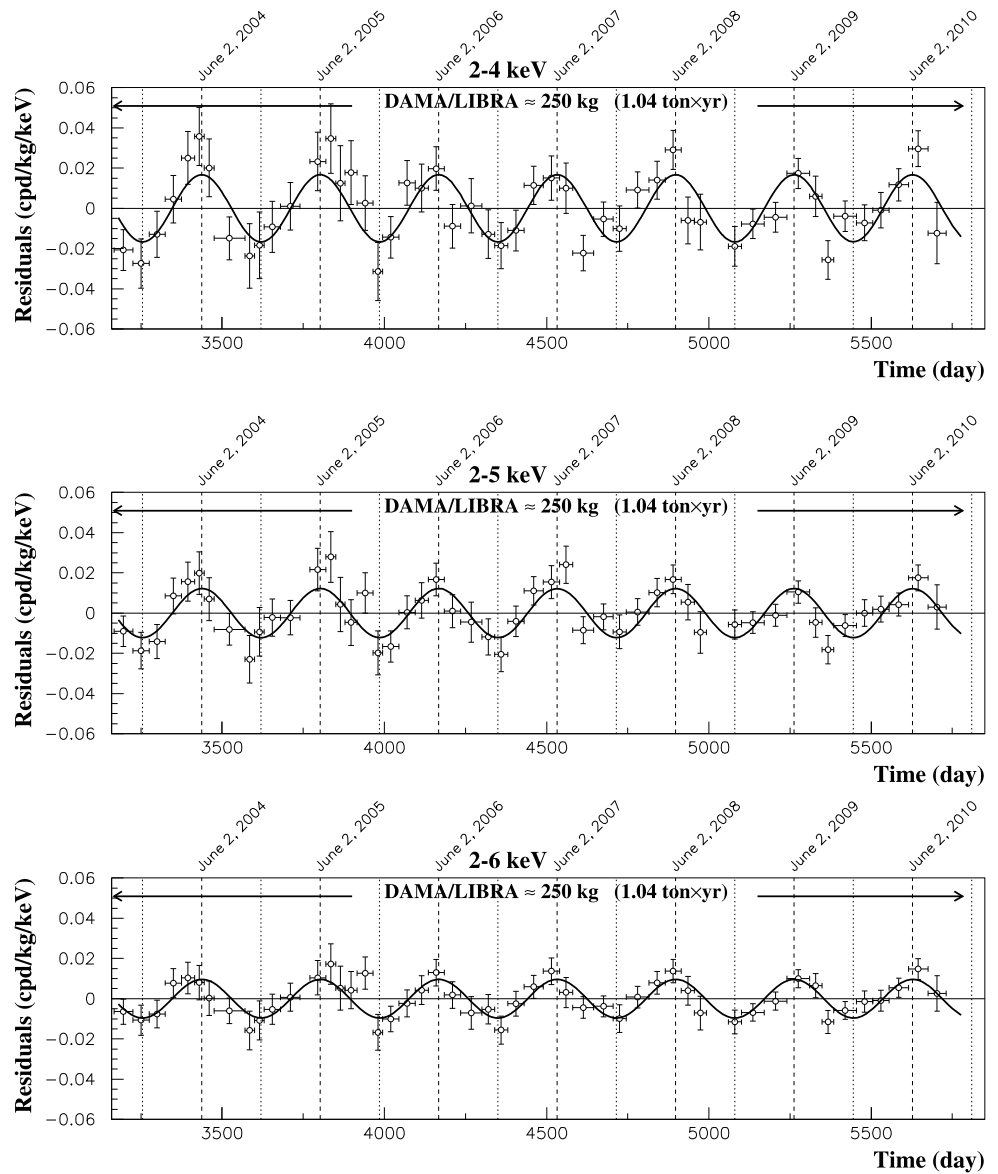 June 2, 2004
June 2, 2005
June 2, 2006
June 2, 2007
June 2, 2008
June 2, 2009
June 2, 2010
2-4 keV
Residuals (cpd/kg/keV)
DAMA/LIBRA ≈ 250 kg (1.04 ton×yr)
0.06
0.04
0.02
0
−0.02
−0.04
−0.06
3500
4000
4500
5000
5500
Time (day)
June 2, 2004
June 2, 2005
June 2, 2006
June 2, 2007
June 2, 2008
June 2, 2009
June 2, 2010
2-5 keV
Residuals (cpd/kg/keV)
DAMA/LIBRA ≈ 250 kg (1.04 ton×yr)
0.06
0.04
0.02
0
−0.02
−0.04
−0.06
3500
4000
4500
5000
5500
Time (day)
June 2, 2004
June 2, 2005
June 2, 2006
June 2, 2007
June 2, 2008
June 2, 2009
June 2, 2010
2-6 keV
Residuals (cpd/kg/keV)
DAMA/LIBRA ≈ 250 kg (1.04 ton×yr)
0.06
0.04
0.02
0
−0.02
−0.04
−0.06
3500
4000
4500
5000
5500
Time (day)